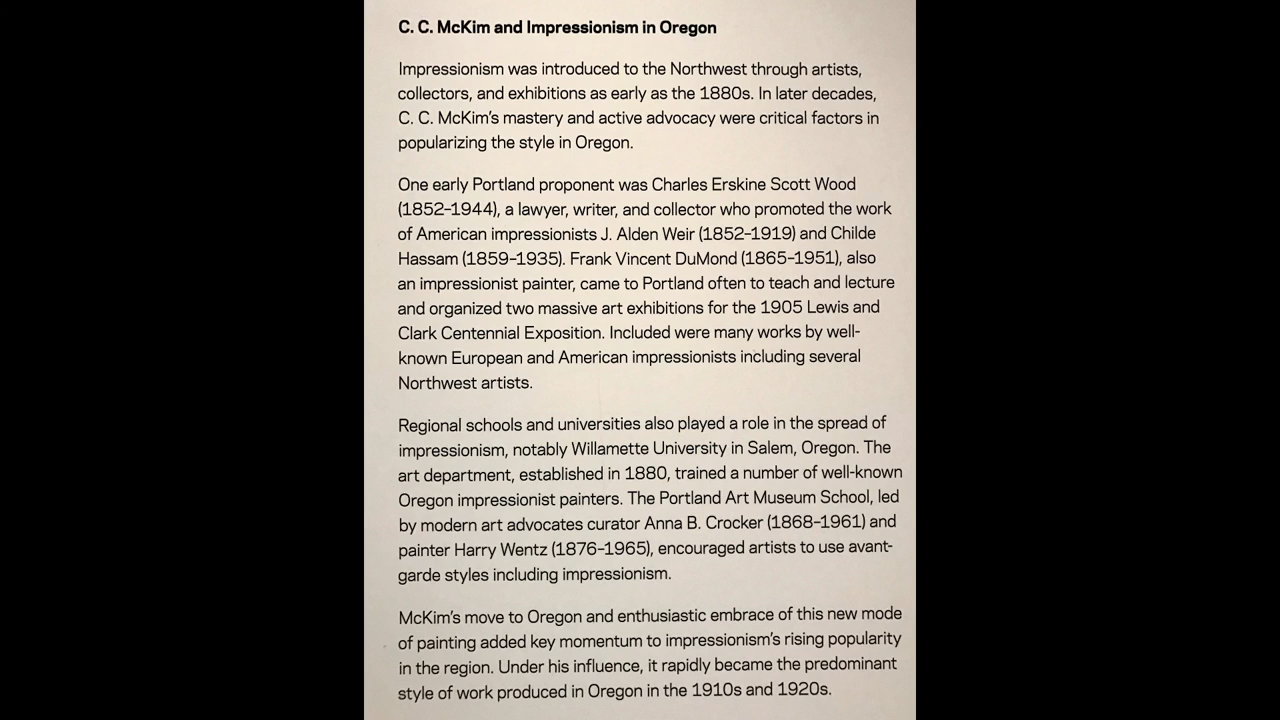 C. C. McKim and Impressionism in Oregon
Impressionism was introduced to the Northwest through artists,
collectors, and exhibitions as early as the 1880s. In later decades,
C. C. McKim's mastery and active advocacy were critical factors in
popularizing the style in Oregon.
One early Portland proponent was Charles Erskine Scott Wood
(1852–1944), a lawyer, writer, and collector who promoted the work
of American impressionists J. Alden Weir (1852–1919) and Childe
Hassam (1859–1935). Frank Vincent DuMond (1865–1951), also
an impressionist painter, came to Portland often to teach and lecture
and organized two massive art exhibitions for the 1905 Lewis and
Clark Centennial Exposition. Included were many works by well-
known European and American impressionists including several
Northwest artists.
Regional schools and universities also played a role in the spread of
impressionism, notably Willamette University in Salem, Oregon. The
art department, established in 1880, trained a number of well-known
Oregon impressionist painters. The Portland Art Museum School, led
by modern art advocates curator Anna B. Crocker (1868–1961) and
painter Harry Wentz (1876–1965), encouraged artists to use avant-
garde styles including impressionism.
McKim's move to Oregon and enthusiastic embrace of this new mode
of painting added key momentum to impressionism's rising popularity
in the region. Under his influence, it rapidly became the predominant
style of work produced in Oregon in the 1910s and 1920s.